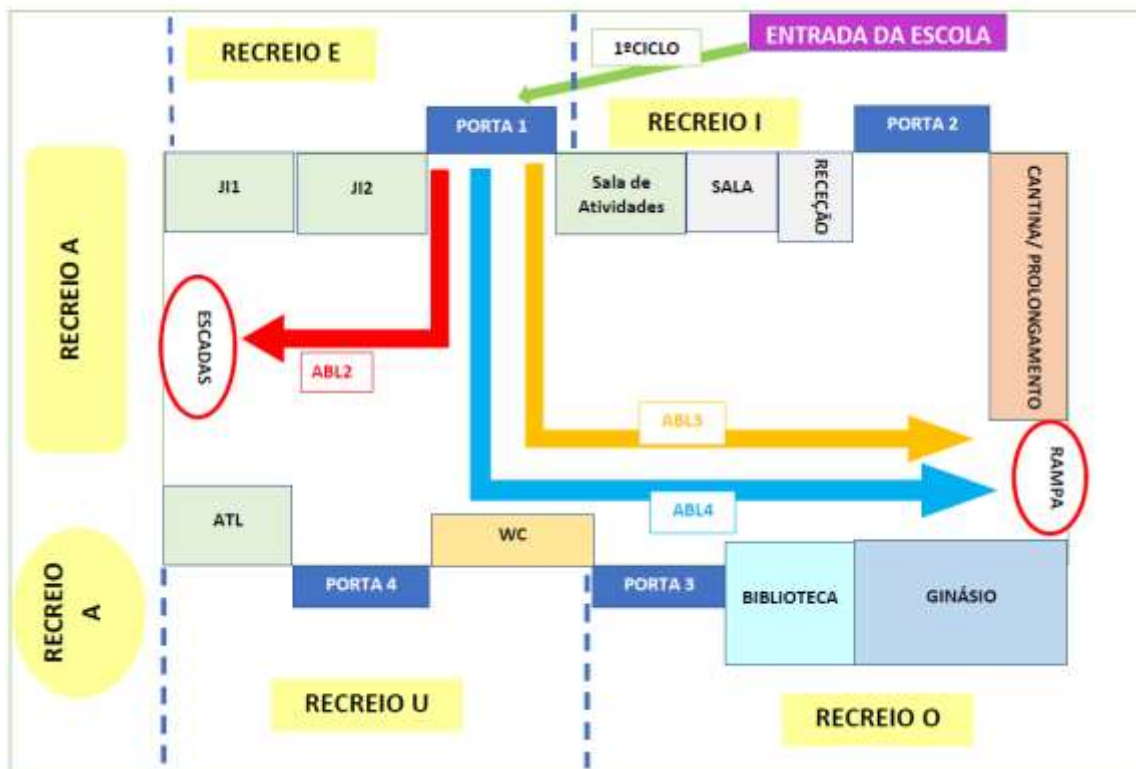 ENTRADA DA ESCOLA
1ºCICLO
RECREIO E
RECREIO I
PORTA 1
PORTA 2
JI1
JI2
Sala de
Atividades
SALA
RECEÇÃO
CANTINA/ PROLONGAMENTO
RECREIO A
ESCADAS
ABL2
ABL3
ABL4
RAMPA
ATL
WC
PORTA 4
PORTA 3
BIBLIOTECA
GINÁSIO
RECREIO
A
RECREIO U
RECREIO O